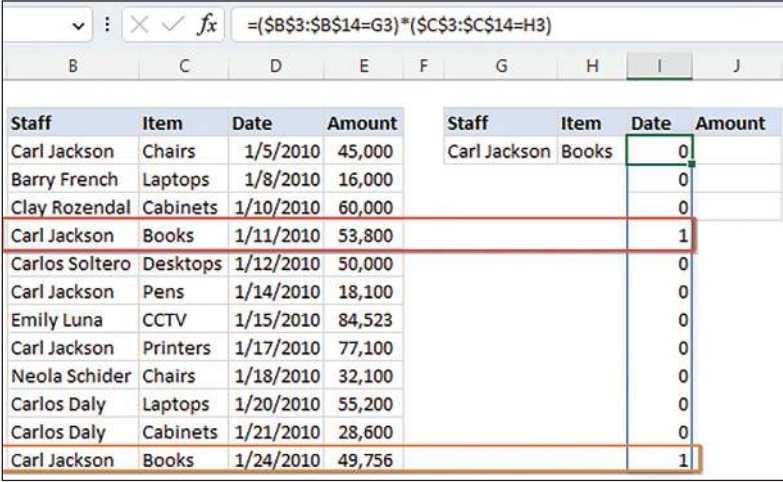 fx =($B$3:$B$14=G3)*($C$3:$C$14=H3)
B C D E F G H I J
Staff Item Date Amount Staff Item Date Amount
Carl Jackson Chairs 1/5/2010 45,000 Carl Jackson Books 0
Barry French Laptops 1/8/2010 16,000 0
Clay Rozendal Cabinets 1/10/2010 60,000 0
Carl Jackson Books 1/11/2010 53,800 1
Carlos Soltero Desktops 1/12/2010 50,000 0
Carl Jackson Pens 1/14/2010 18,100 0
Emily Luna CCTV 1/15/2010 84,523 0
Carl Jackson Printers 1/17/2010 77,100 0
Neola Schider Chairs 1/18/2010 32,100 0
Carlos Daly Laptops 1/20/2010 55,200 0
Carlos Daly Cabinets 1/21/2010 28,600 0
Carl Jackson Books 1/24/2010 49,756 1